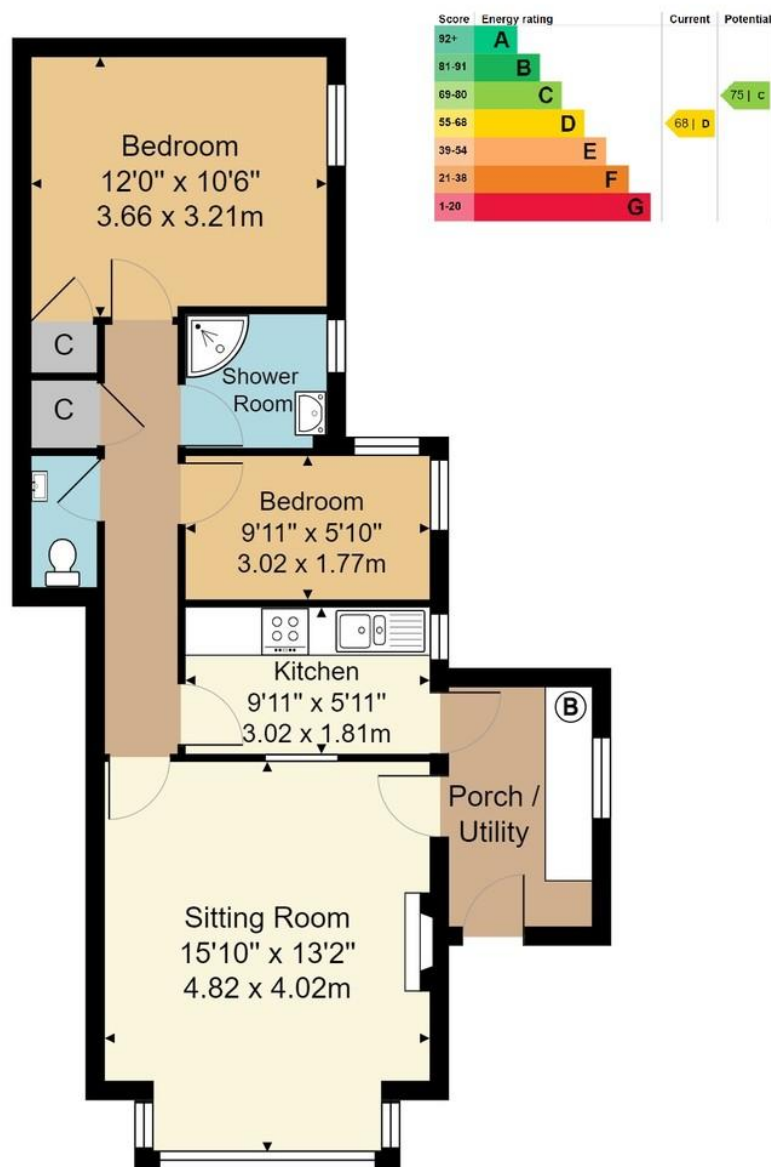 Score Energy rating Current Potential
92+ A
81-91 B
69-80 C 75 | C
55-68 D 68 | D
39-54 E
21-38 F
1-20 G
Bedroom
12'0" x 10'6"
3.66 x 3.21m
C
C
Shower
Room
Bedroom
9'11" x 5'10"
3.02 x 1.77m
Kitchen
9'11" x 5'11"
3.02 x 1.81m
B
Porch /
Utility
Sitting Room
15'10" x 13'2"
4.82 x 4.02m